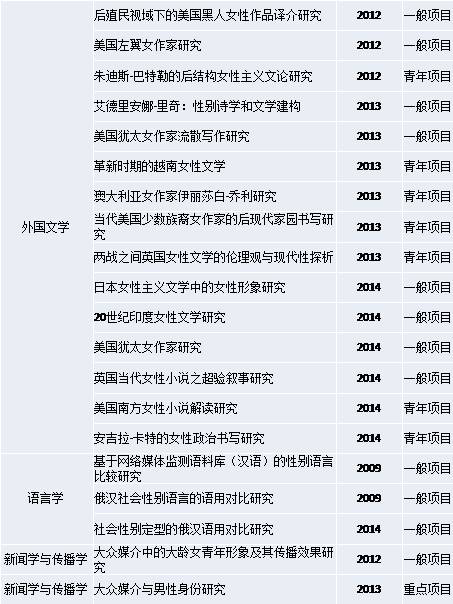 后殖民视域下的美国黑人女性作品译介研究 2012 一般项目
美国左翼女作家研究 2012 一般项目
朱迪斯-巴特勒的后结构女性主义文论研究 2012 青年项目
艾德里安娜-里奇：性别诗学和文学建构 2013 一般项目
美国犹太女作家流散写作研究 2013 一般项目
革新时期的越南女性文学 2013 青年项目
澳大利亚女作家伊丽莎白-乔利研究 2013 青年项目
外国文学 当代美国少数族裔女作家的后现代家园书写研
究 2013 青年项目
两战之间英国女性文学的伦理观与现代性探析 2013 青年项目
日本女性主义文学中的女性形象研究 2014 一般项目
20世纪印度女性文学研究 2014 一般项目
美国犹太女作家研究 2014 一般项目
英国当代女性小说之超验叙事研究 2014 一般项目
美国南方女性小说解读研究 2014 青年项目
安吉拉-卡特的女性政治书写研究 2014 青年项目
基于网络媒体监测语料库（汉语）的性别语言
比较研究 2009 一般项目
语言学 俄汉社会性别语言的语用对比研究 2009 一般项目
社会性别定型的俄汉语用对比研究 2014 一般项目
新闻学与传播学 大众媒介中的大龄女青年形象及其传播效果研
究 2012 一般项目
新闻学与传播学 大众媒介与男性身份研究 2013 重点项目